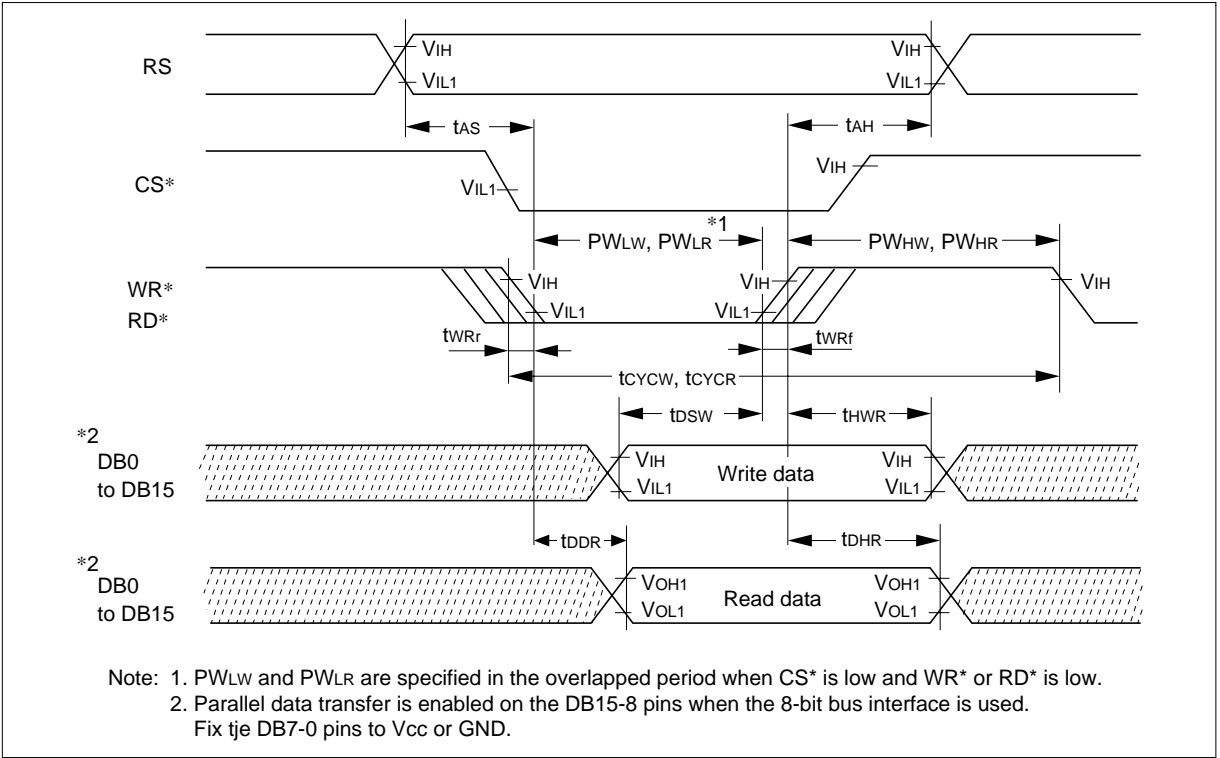 RS
VIH
VIL1
VIH
VIL1
tAS
tAH
CS*
VIL1
VIH
*1
PWLW, PWLR
PWHW, PWHR
WR*
RD*
VIH
VIL1
VIH
VIL1
VIH
tWRr
tWRf
tCYCW, tCYCR
tDSW
tHWR
*2
DB0
to DB15
VIH
VIL1
Write data
VIH
VIL1
tDDR
tDHR
*2
DB0
to DB15
VOH1
VOL1
Read data
VOH1
VOL1
Note: 1. PWLW and PWLR are specified in the overlapped period when CS* is low and WR* or RD* is low.
2. Parallel data transfer is enabled on the DB15-8 pins when the 8-bit bus interface is used.
Fix tje DB7-0 pins to Vcc or GND.